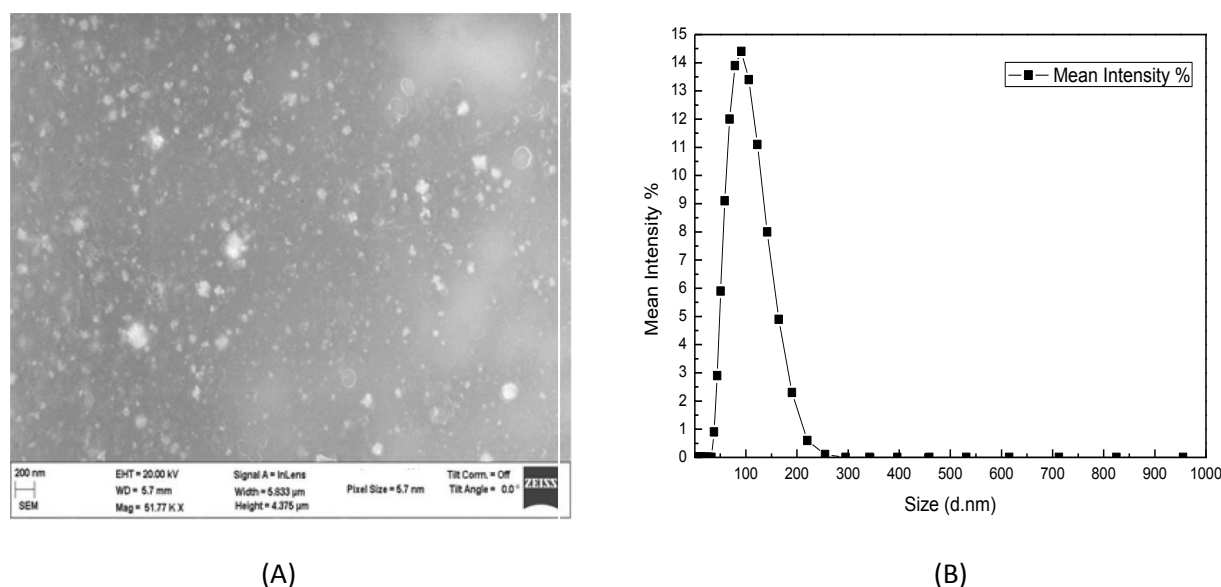 200 nm
SEM
EHT = 20.00 kV
WD = 5.7 mm
Mag = 51.77 K X
Signal A = InLens
Width = 5.833 µm
Height = 4.375 µm
Pixel Size = 5.7 nm
Tilt Corrn. = Off
Tilt Angle = 0.0 °
ZEISS
(A)
Mean Intensity %
15
14
13
12
11
10
9
8
7
6
5
4
3
2
1
0
Mean Intensity %
100 200 300 400 500 600 700 800 900 1000
Size (d.nm)
(B)